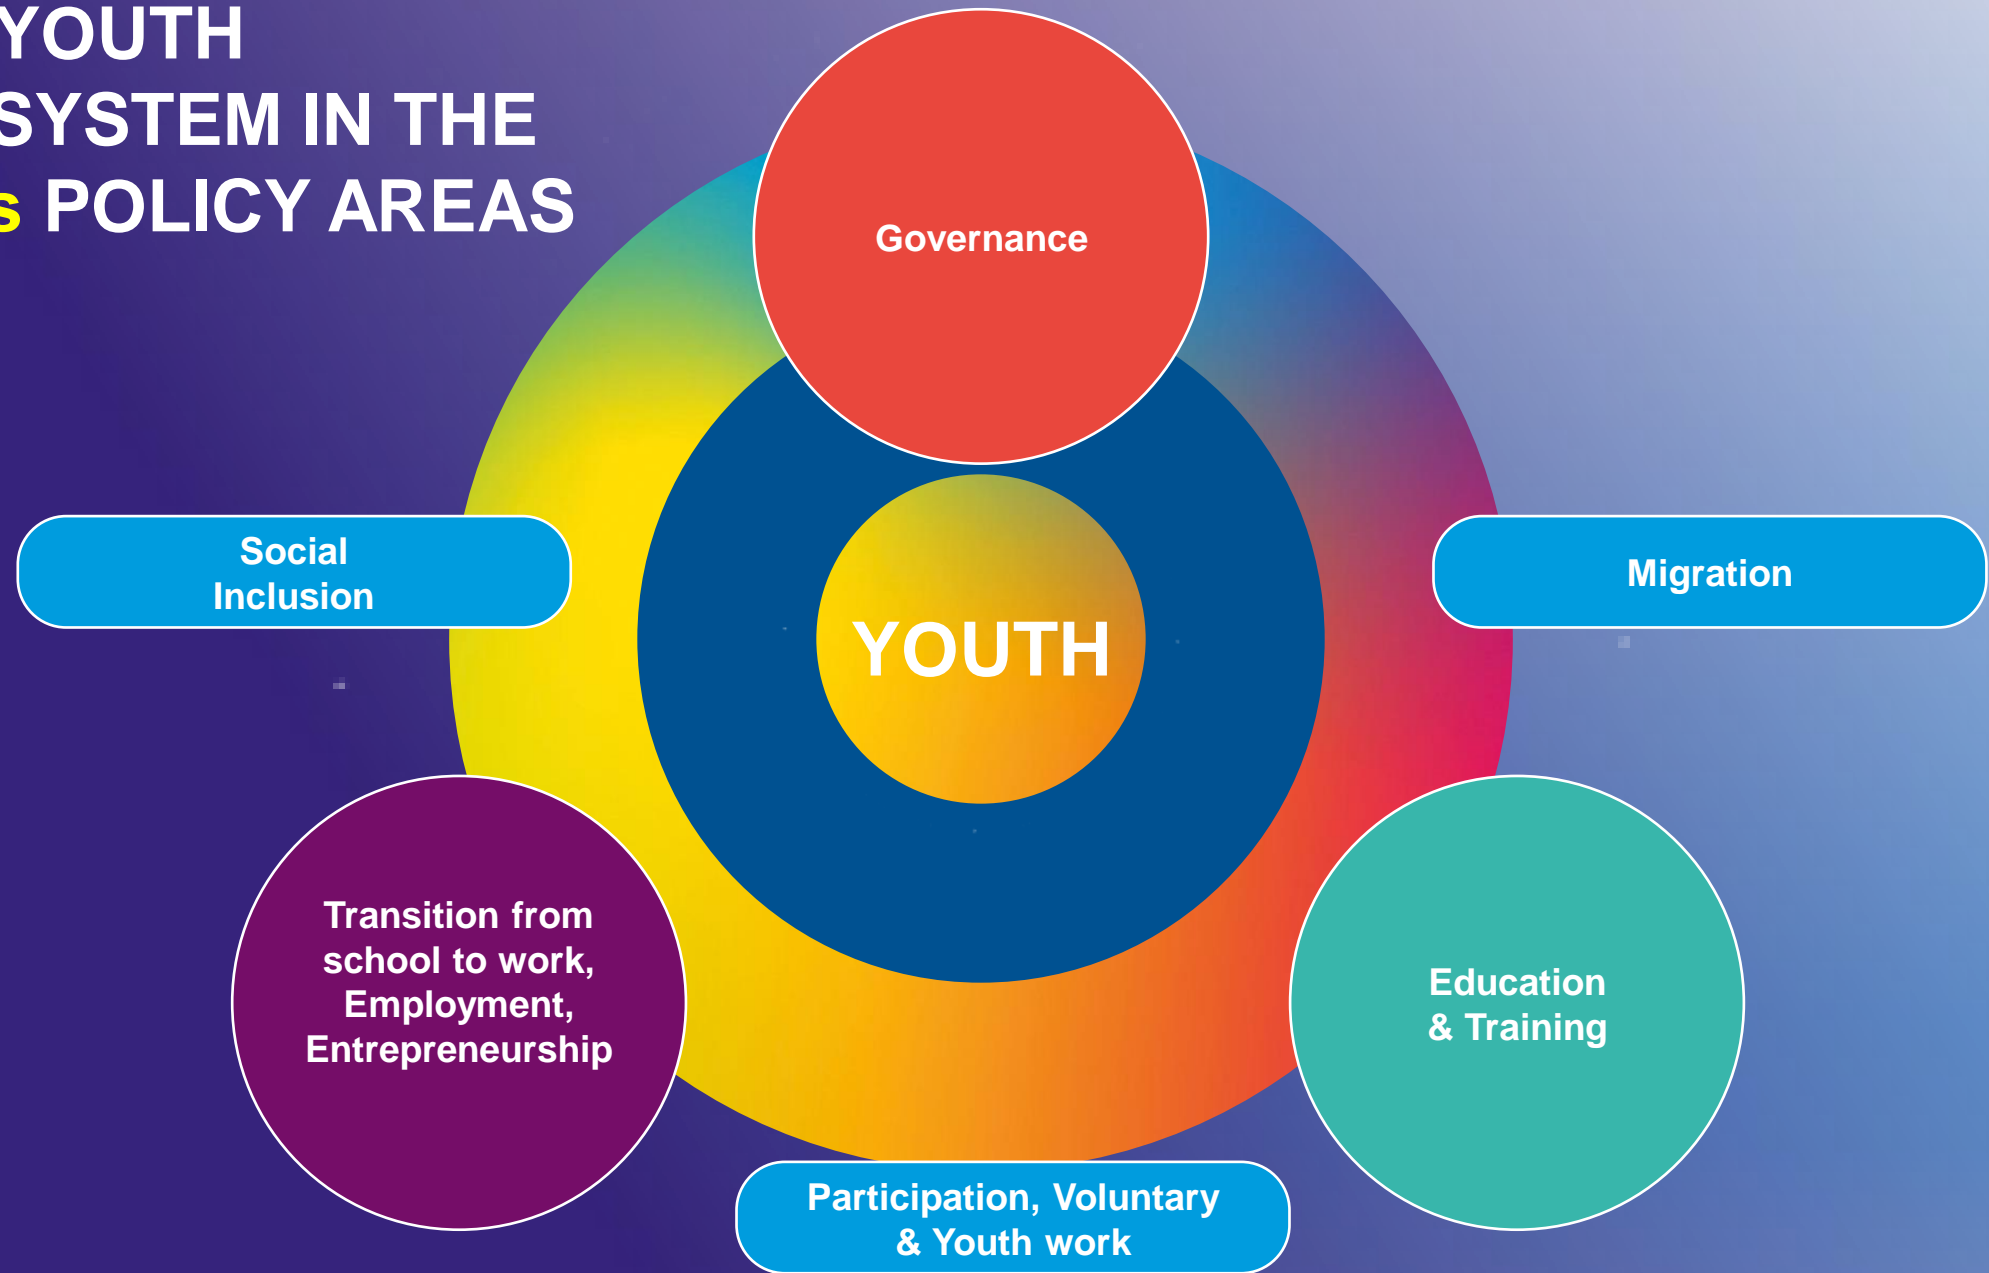 YOUTH
SYSTEM IN THE
s POLICY AREAS
Governance
Social
Inclusion
Migration
YOUTH
Transition from
school to work,
Employment,
Entrepreneurship
Education
& Training
Participation, Voluntary
& Youth work